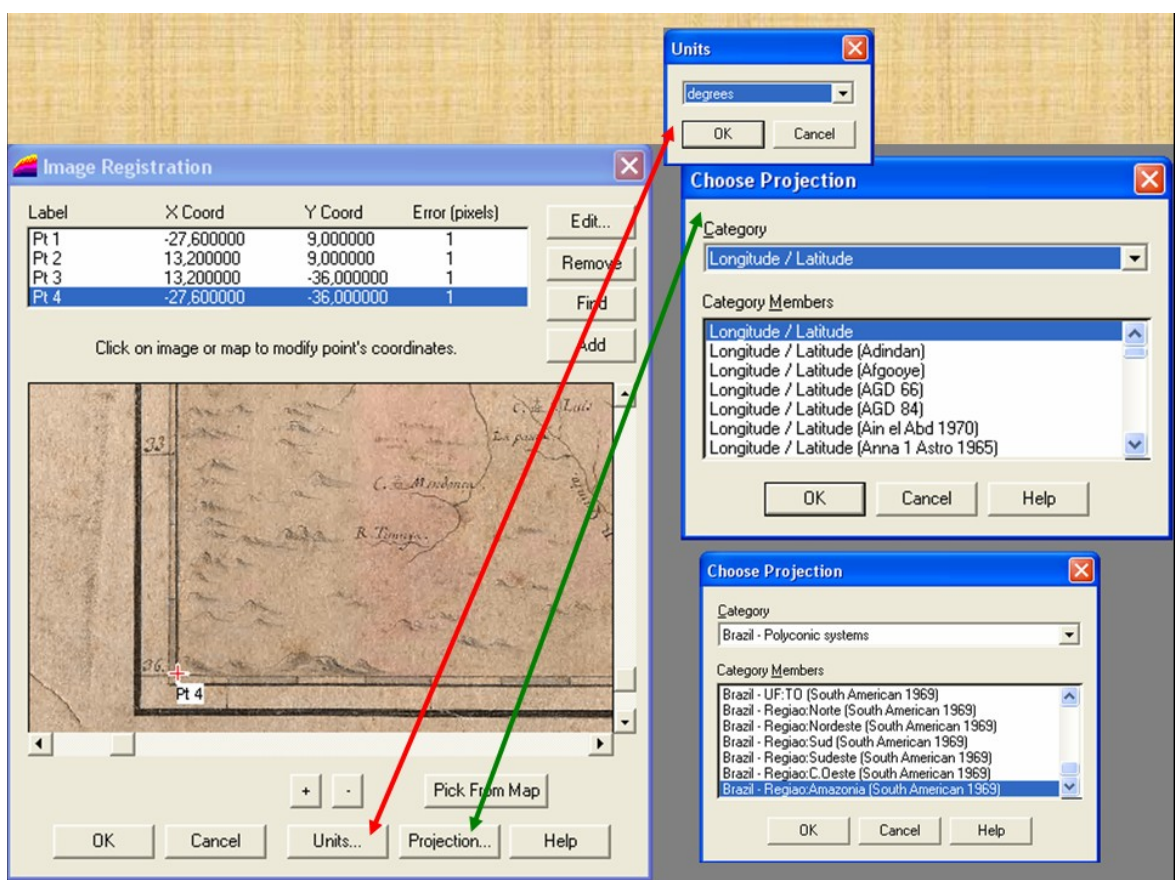 Image Registration
Label X Coord Y Coord Error (pixels)
Pt 1 -27,600000 9,000000 1
Pt 2 13,200000 9,000000 1
Pt 3 13,200000 -36,000000 1
Pt 4 -27,600000 -36,000000 1
Edit...
Remove
Find
Add
Click on image or map to modify point's coordinates.
33
C. de Mendonça
R. Tunuja.
36.
Pt 4
+ -
Pick From Map
OK Cancel Units... Projection... Help
Units
degrees
OK Cancel
Choose Projection
Category
Longitude / Latitude
Category Members
Longitude / Latitude
Longitude / Latitude (Adindan)
Longitude / Latitude (Afgooye)
Longitude / Latitude (AGD 66)
Longitude / Latitude (AGD 84)
Longitude / Latitude (Ain el Abd 1970)
Longitude / Latitude (Anna 1 Astro 1965)
OK Cancel Help
Choose Projection
Category
Brazil - Polyconic systems
Category Members
Brazil - UF:TO (South American 1969)
Brazil - Regiao:Norte (South American 1969)
Brazil - Regiao:Nordeste (South American 1969)
Brazil - Regiao:Sud (South American 1969)
Brazil - Regiao:Sudeste (South American 1969)
Brazil - Regiao:C.Oeste (South American 1969)
Brazil - Regiao:Amazonia (South American 1969)
OK Cancel Help